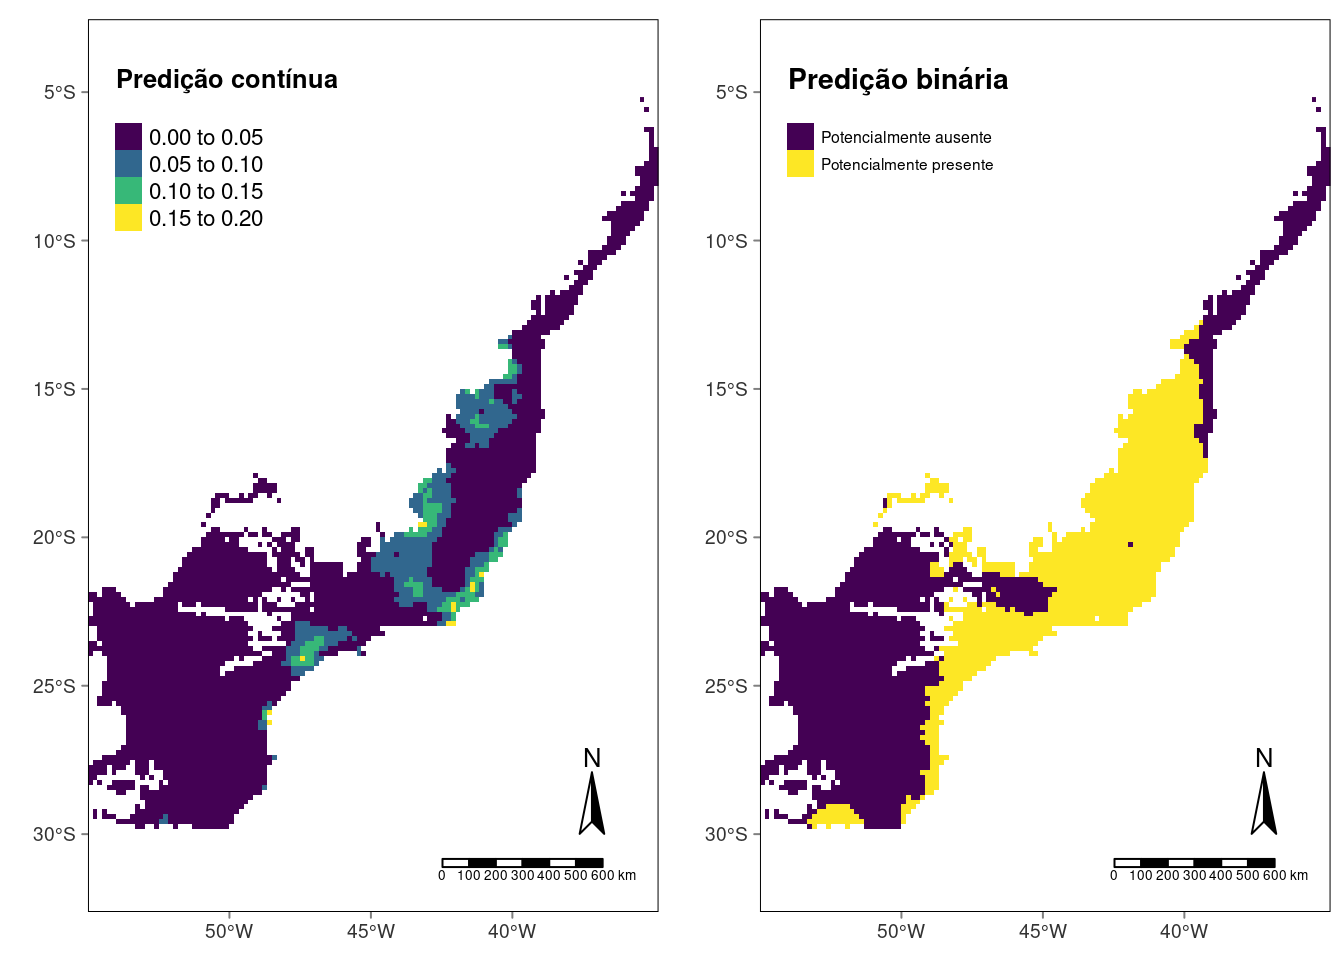 Predição contínua
0.00 to 0.05
0.05 to 0.10
0.10 to 0.15
0.15 to 0.20
5°S
10°S
15°S
20°S
25°S
30°S
N
0 100 200 300 400 500 600 km
50°W 45°W 40°W
Predição binária
Potencialmente ausente
Potencialmente presente
5°S
10°S
15°S
20°S
25°S
30°S
N
0 100 200 300 400 500 600 km
50°W 45°W 40°W